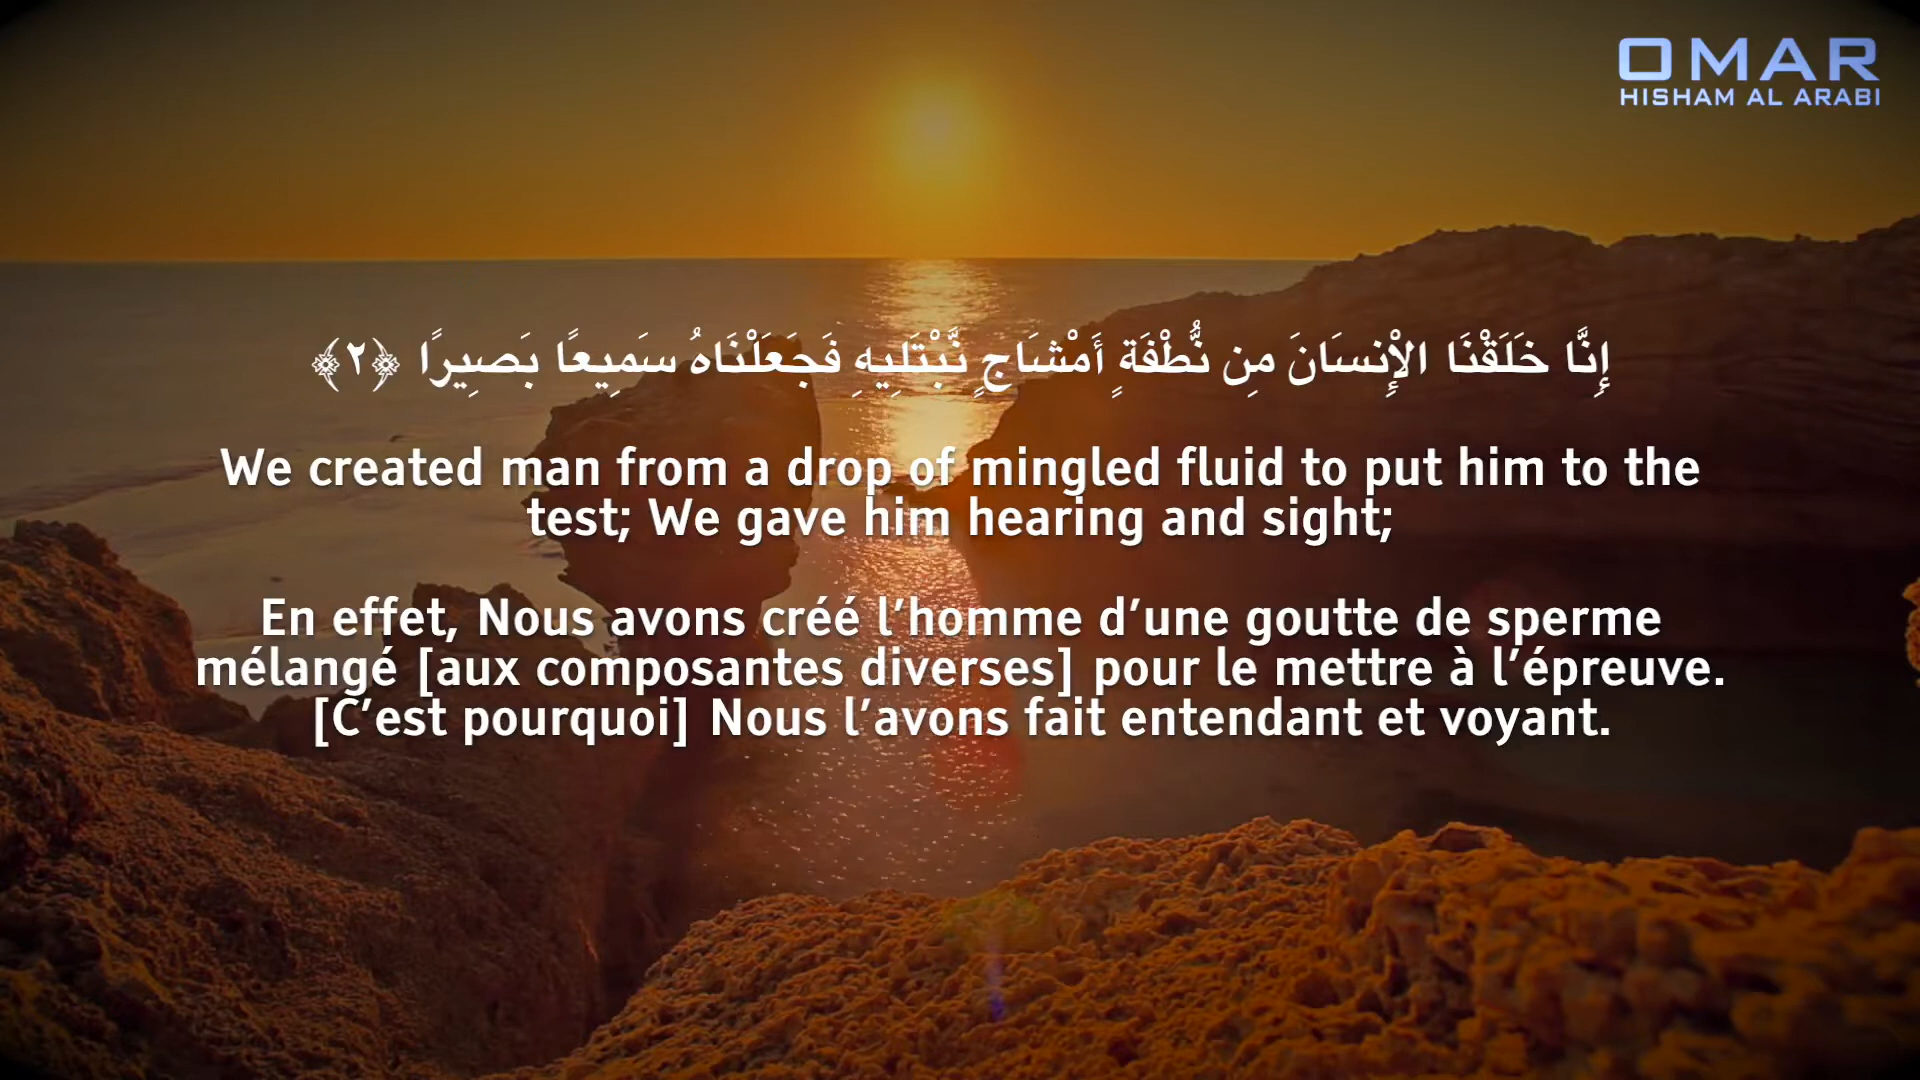 OMAR
HISHAM AL ARABI
إِنَّا خَلَقْنَا الْإِنسَانَ مِن نُّطْفَةٍ أَمْشَاجٍ نَّبْتَلِيهِ فَجَعَلْنَاهُ سَمِيعًا بَصِيرًا ﴿٢﴾
We created man from a drop of mingled fluid to put him to the
test; We gave him hearing and sight;
En effet, Nous avons créé l’homme d’une goutte de sperme
mélangé [aux composantes diverses] pour le mettre à l’épreuve.
[C’est pourquoi] Nous l’avons fait entendant et voyant.